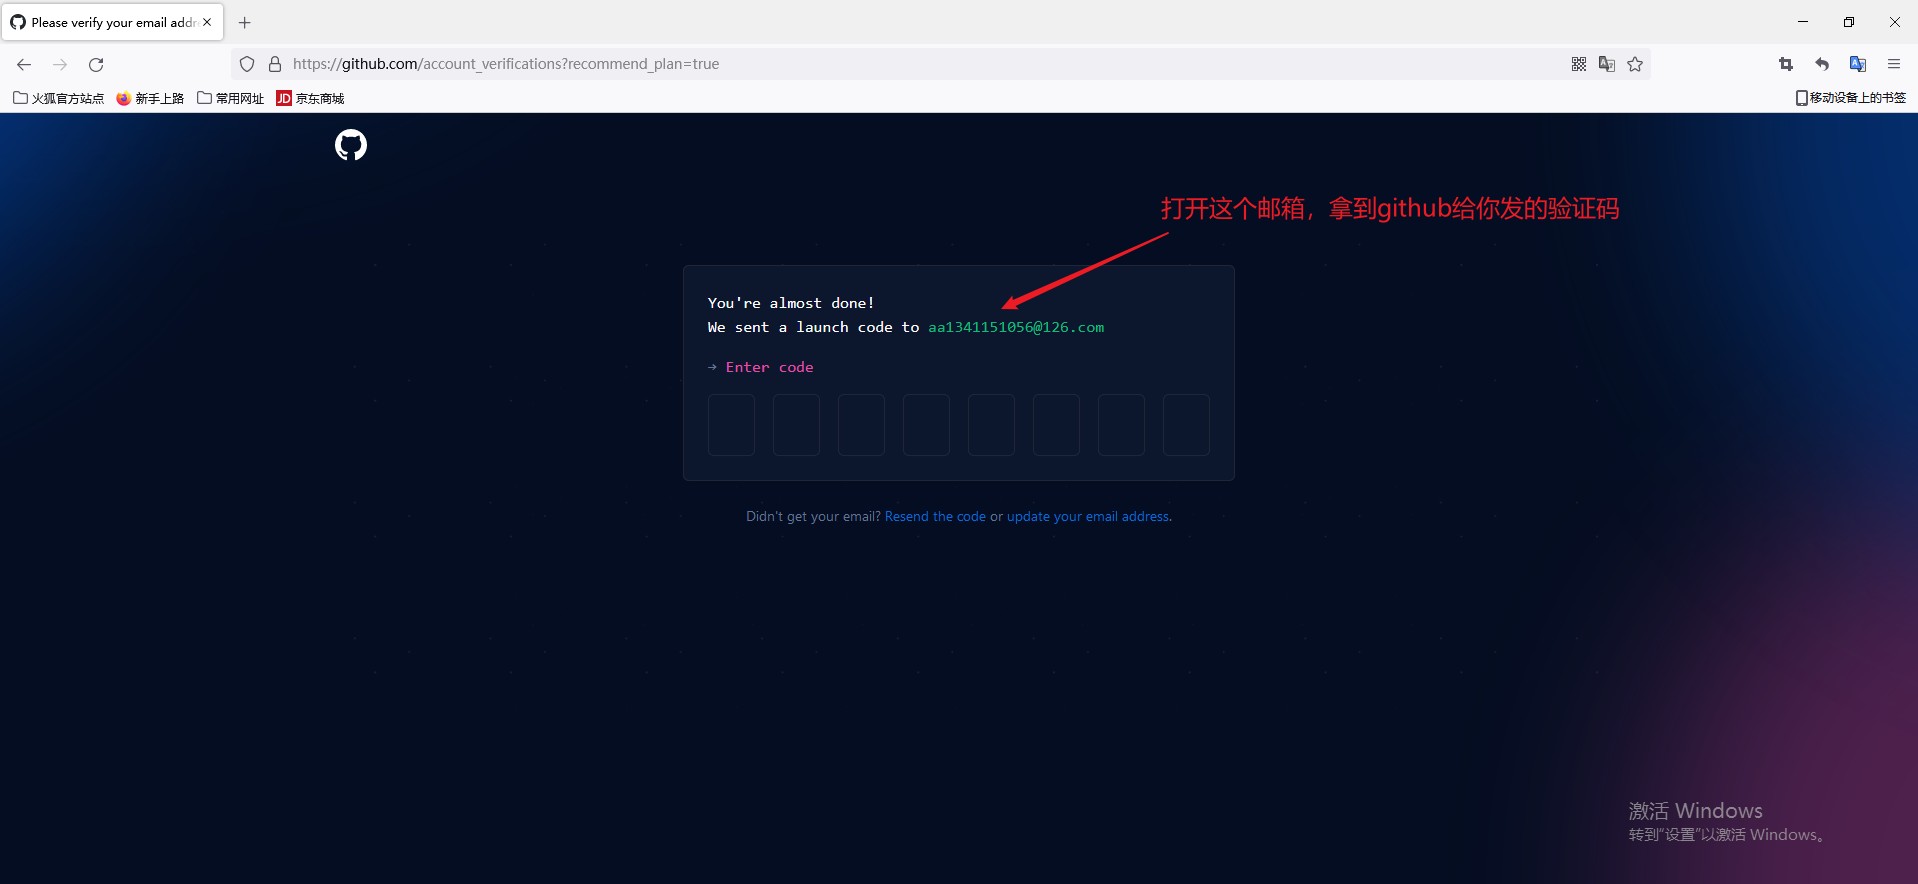 Please verify your email addr
https://github.com/account_verifications?recommend_plan=true
火狐官方站点
新手上路
常用网址
JD 京东商城
移动设备上的书签
打开这个邮箱，拿到github给你发的验证码
You're almost done!
We sent a launch code to aa1341151056@126.com
→ Enter code
Didn't get your email? Resend the code or update your email address.
激活 Windows
转到“设置”以激活 Windows。